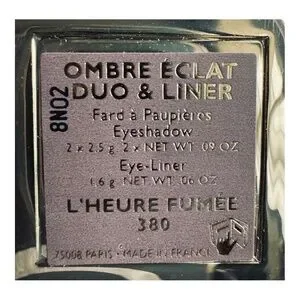 8N02
OMBRE ÉCLAT
DUO & LINER
Fard à Paupières
Eyeshadow
2 x 2.5 g 2 x NET WT. .09 OZ
Eye-Liner
1.6 g NET WT. .06 OZ
L'HEURE FUMÉE
380
75008 PARIS - MADE IN FRANCE